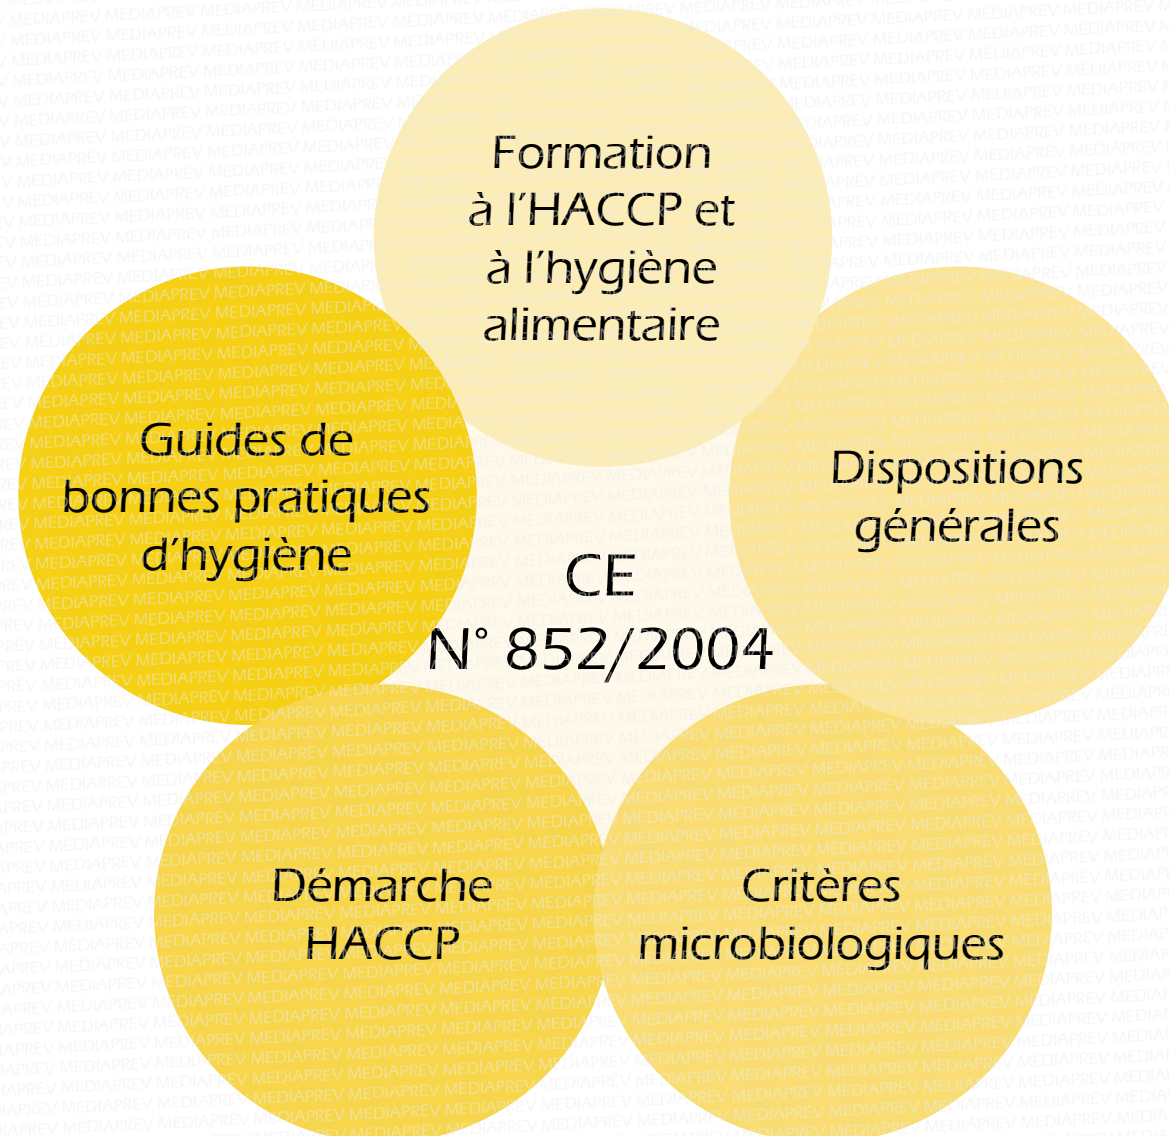 Formation
à l'HACCP et
à l'hygiène
alimentaire
Guides de
bonnes pratiques
d'hygiène
Dispositions
générales
CE
N° 852/2004
Démarche
HACCP
Critères
microbiologiques
MEDIAPREV